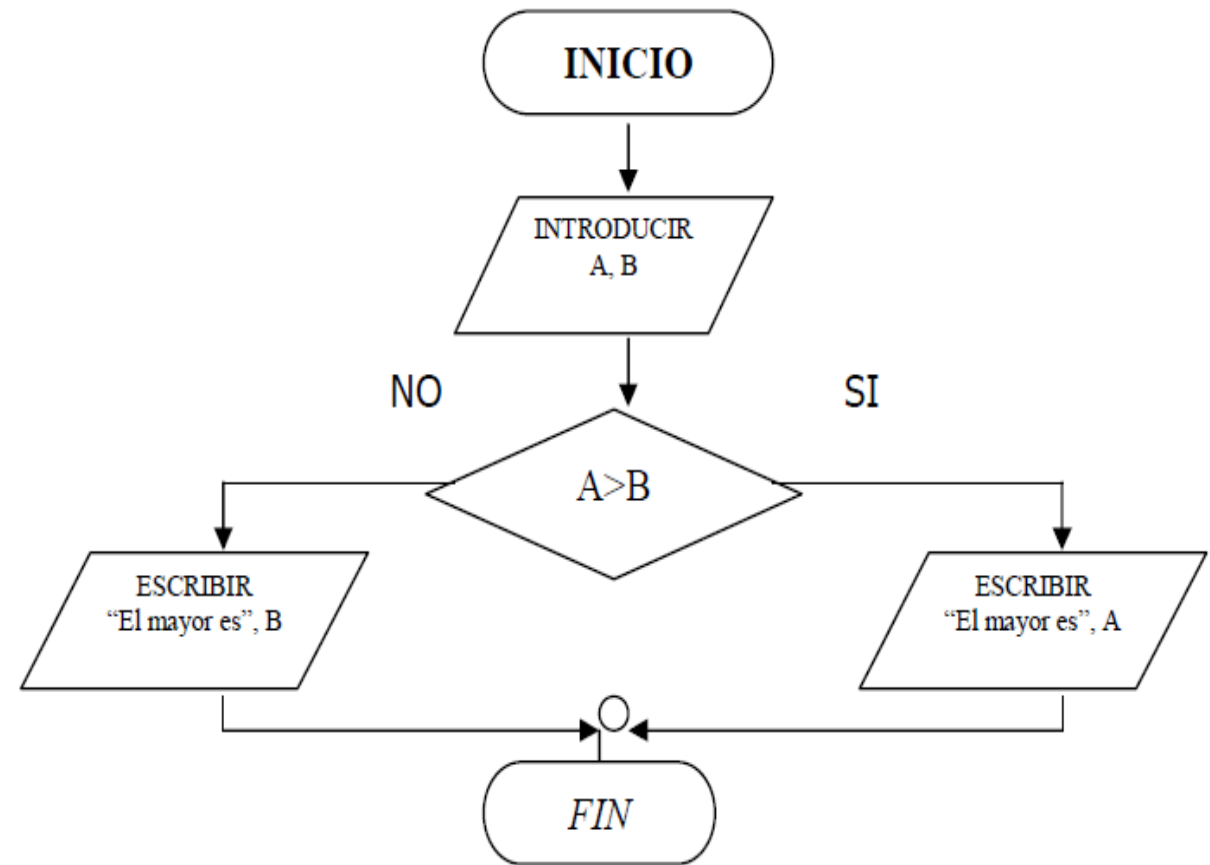 INICIO
INTRODUCIR
A, B
NO
SI
A>B
ESCRIBIR
“El mayor es”, B
ESCRIBIR
“El mayor es”, A
FIN